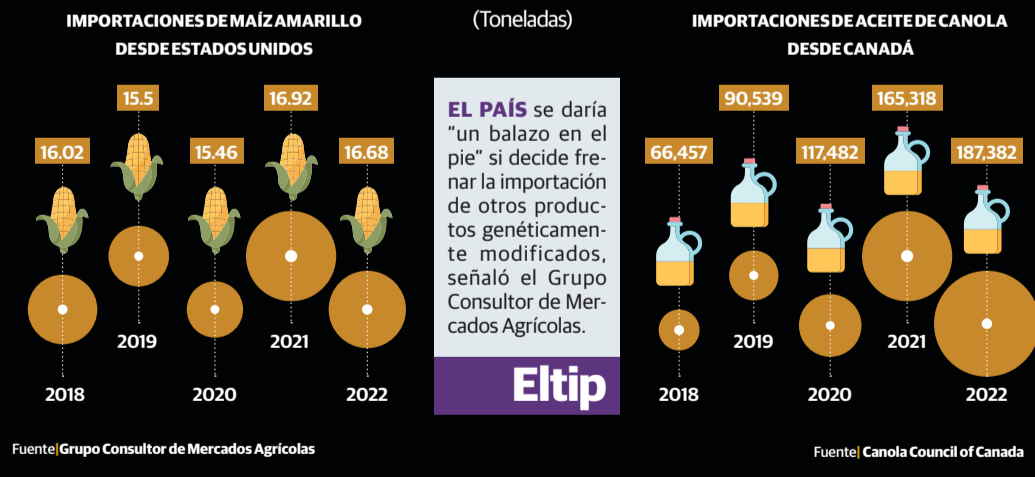 IMPORTACIONES DE MAÍZ AMARILLO
DESDE ESTADOS UNIDOS
16.02
15.5
15.46
16.92
16.68
2018
2019
2020
2021
2022
Fuente| Grupo Consultor de Mercados Agrícolas
(Toneladas)
EL PAÍS se daría
“un balazo en el
pie” si decide fre-
nar la importación
de otros produc-
tos genéticamen-
te modificados,
señaló el Grupo
Consultor de Mer-
cados Agrícolas.
Eltip
IMPORTACIONES DE ACEITE DE CANOLA
DESDE CANADÁ
66,457
90,539
117,482
165,318
187,382
2018
2019
2020
2021
2022
Fuente| Canola Council of Canada